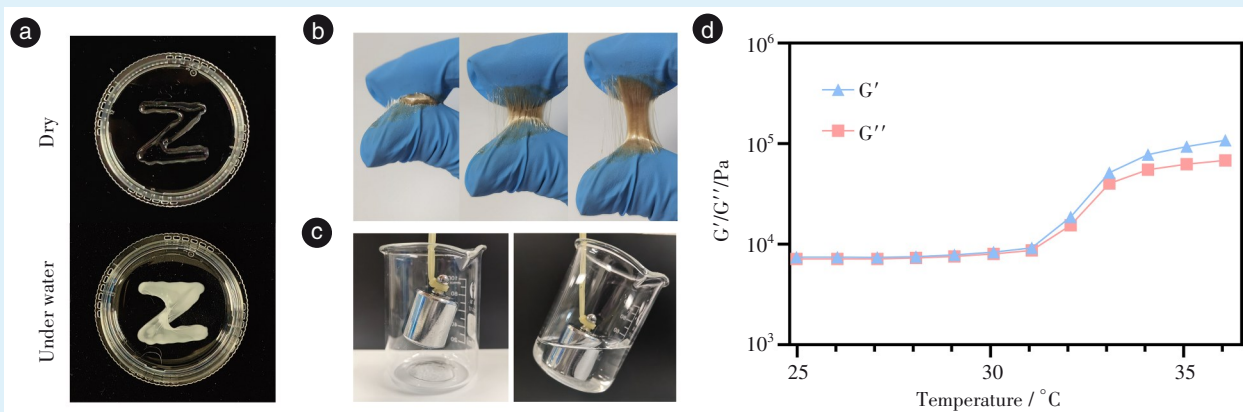 a
Dry
Under water
b
c
d
10⁶
10⁵
10⁴
10³
G′/G′′/Pa
G′
G′′
25
30
35
Temperature / °C